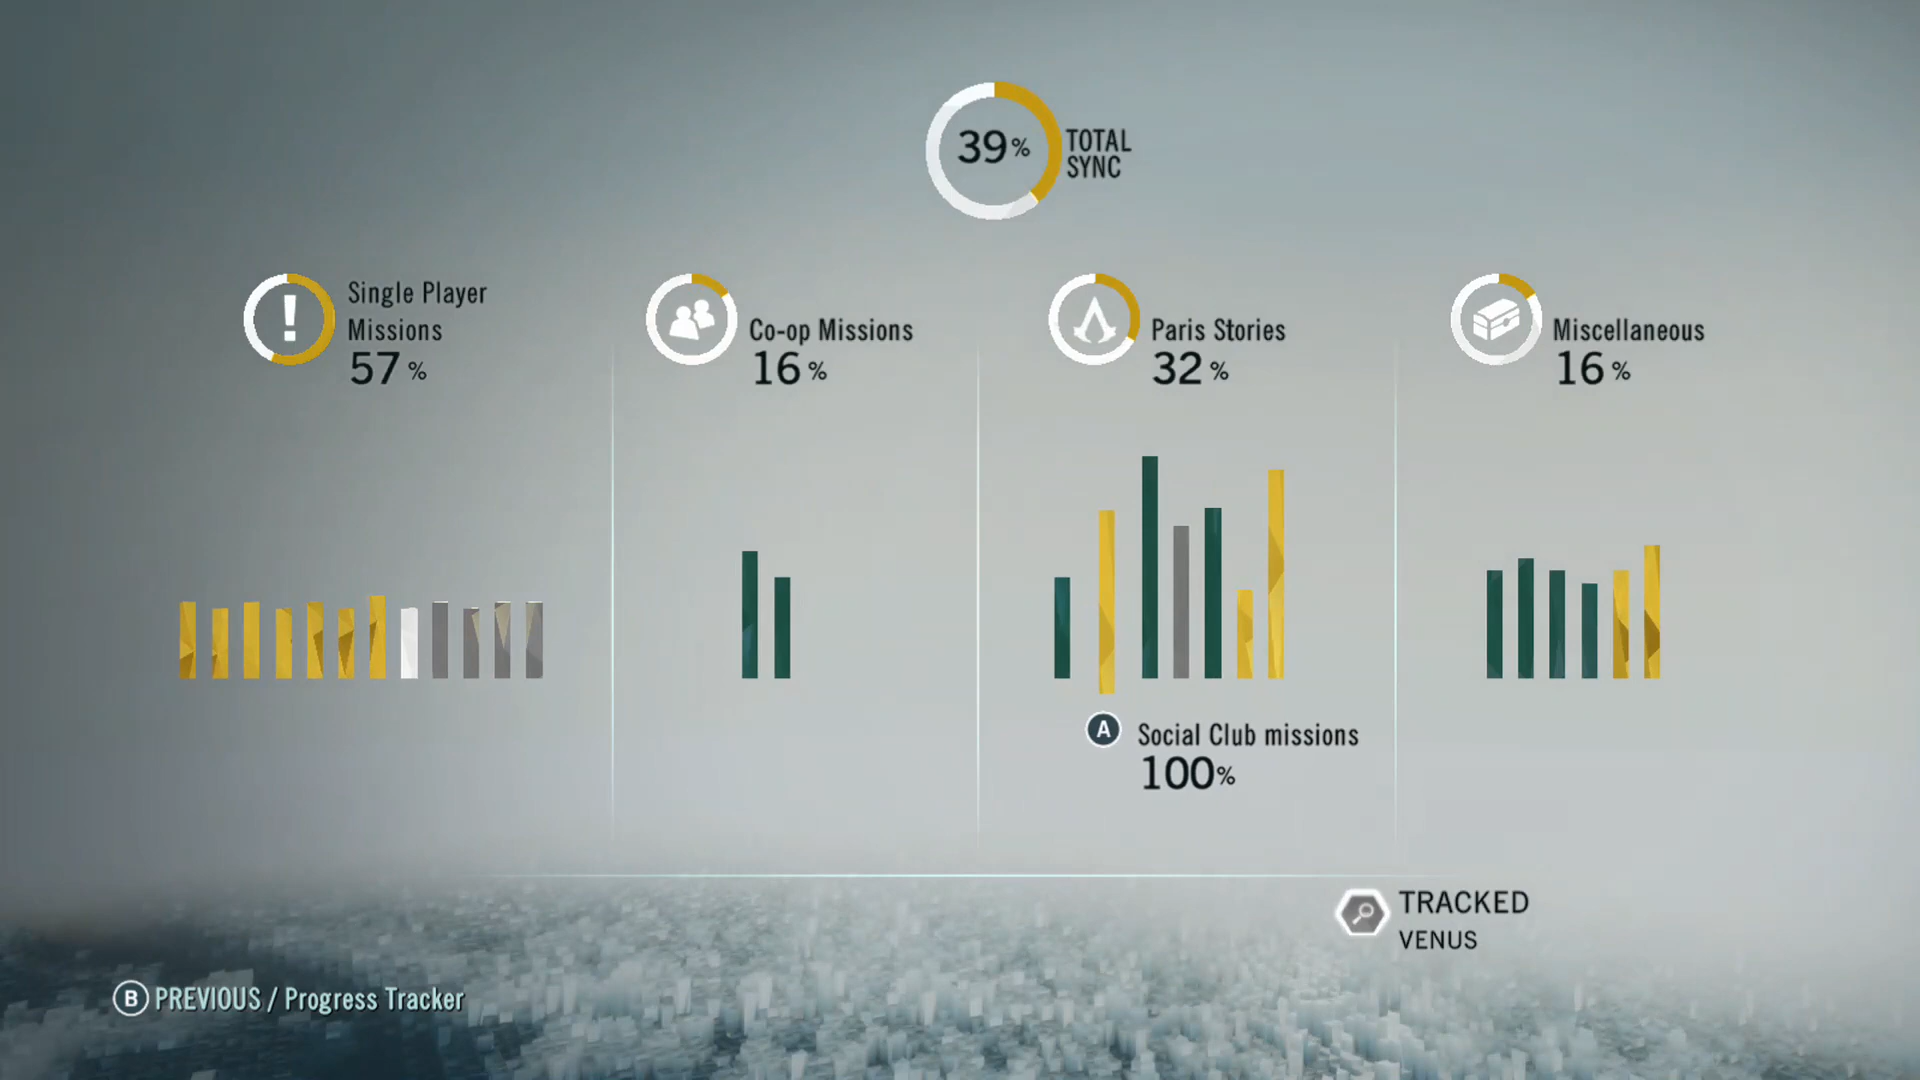 39%
TOTAL
SYNC
Single Player
Missions
57 %
Co-op Missions
16 %
Paris Stories
32 %
Miscellaneous
16 %
A Social Club missions
100%
TRACKED
VENUS
B PREVIOUS / Progress Tracker